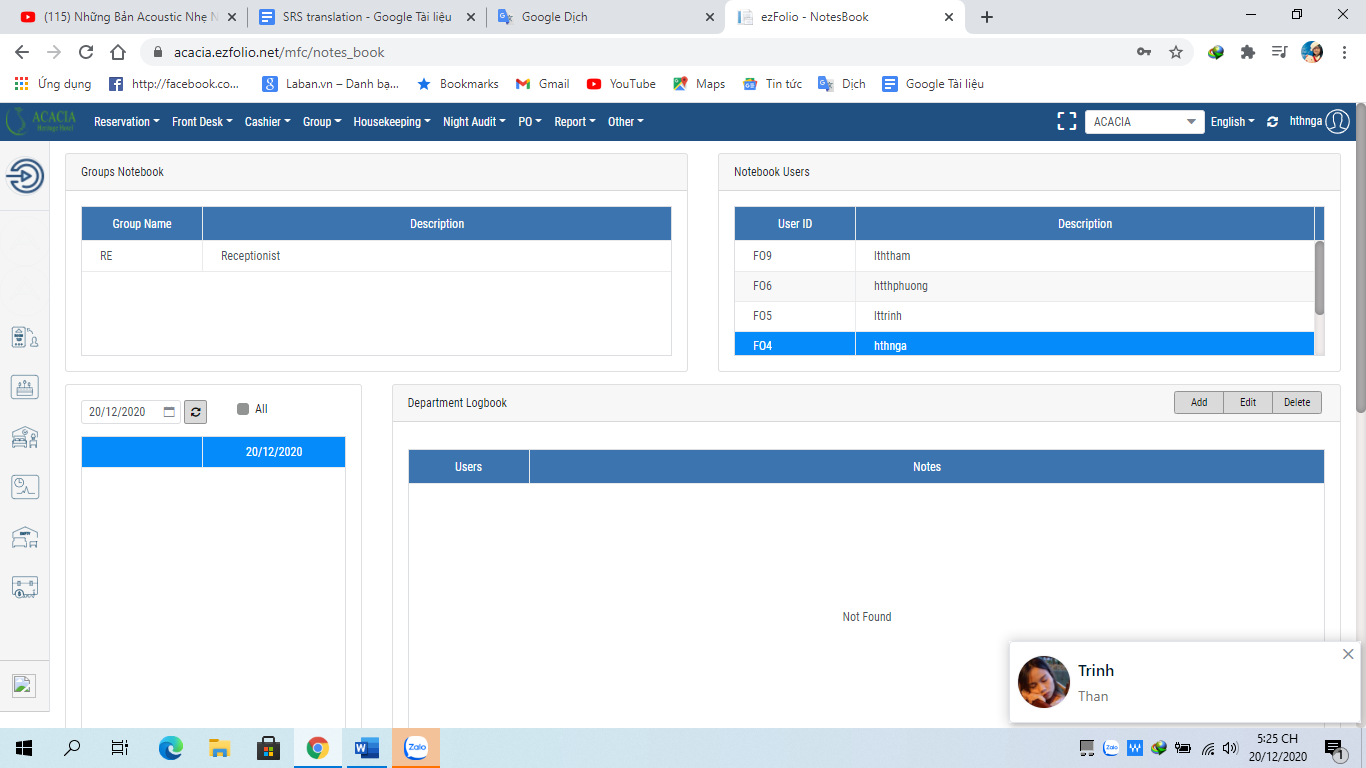 (115) Những Bản Acoustic Nhẹ N
SRS translation - Google Tài liệu
Google Dịch
ezFolio - NotesBook
acacia.ezfolio.net/mfc/notes_book
Ứng dụng
http://facebook.co...
Laban.vn – Danh bạ...
Bookmarks
Gmail
YouTube
Maps
Tin tức
Dịch
Google Tài liệu
ACACIA
Heritage Hotel
Reservation
Front Desk
Cashier
Group
Housekeeping
Night Audit
PO
Report
Other
ACACIA
English
hthnga
Groups Notebook
Group Name Description
RE Receptionist
Notebook Users
User ID Description
FO9 lththam
FO6 htthphuong
FO5 lttrinh
FO4 hthnga
20/12/2020
All
20/12/2020
Department Logbook
Add Edit Delete
Users Notes
Not Found
Trinh
Than
Zalo
5:25 CH
20/12/2020
1